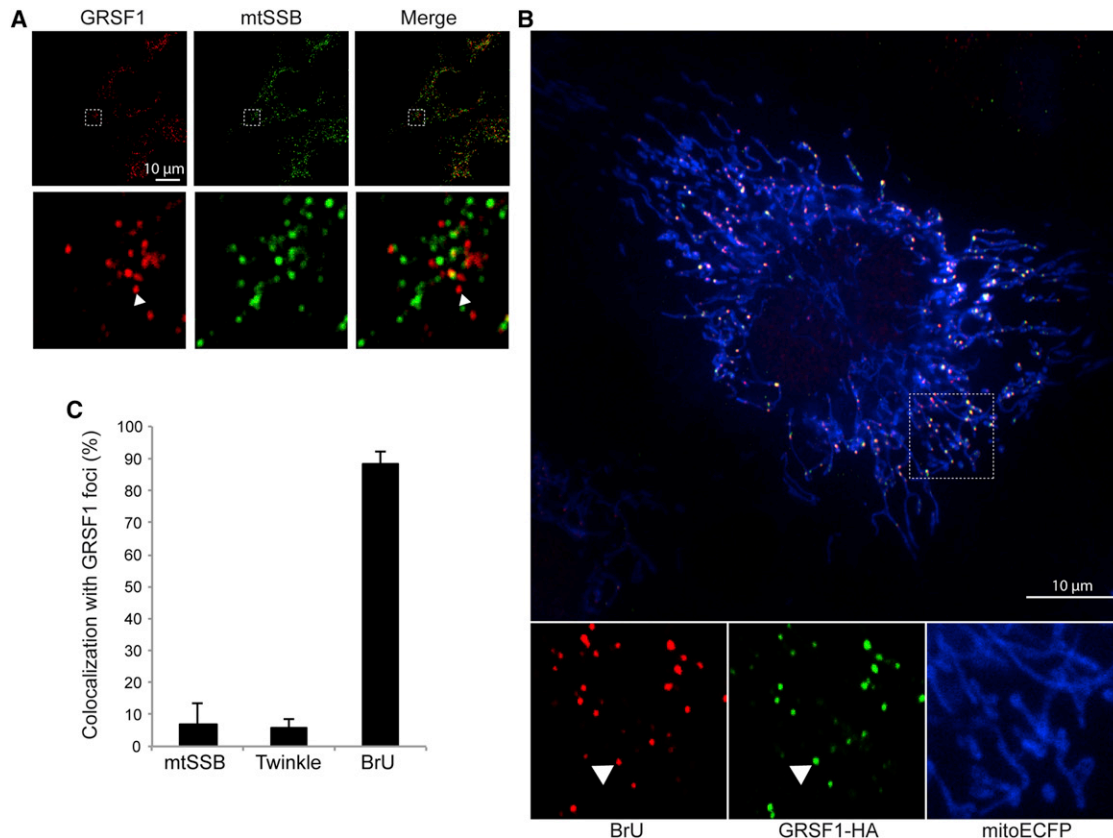 A
GRSF1
mtSSB
Merge
10 µm
B
10 µm
BrU
GRSF1-HA
mitoECFP
C
Colocalization with GRSF1 foci (%)
100
90
80
70
60
50
40
30
20
10
0
mtSSB
Twinkle
BrU